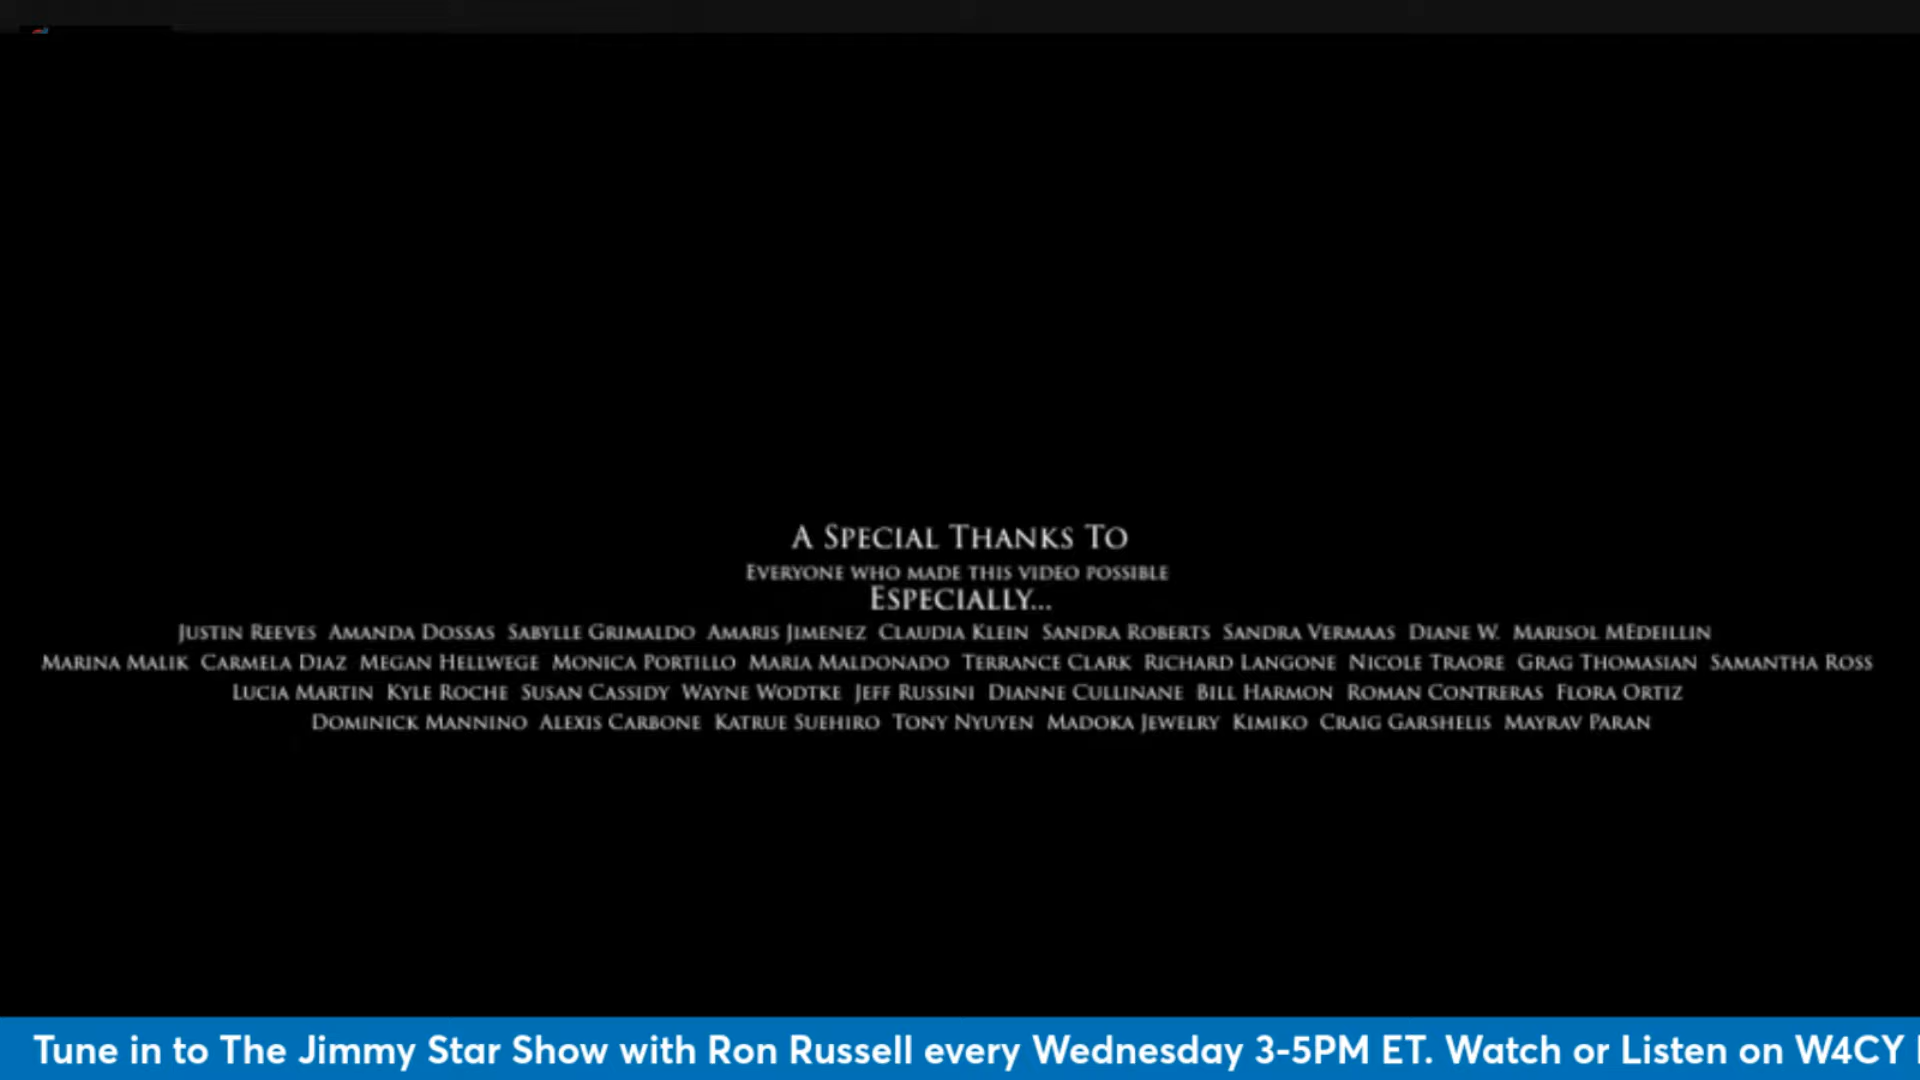 A Special Thanks To
Everyone who made this video possible
Especially...
Justin Reeves Amanda Dossas Sabylle Grimaldo Amaris Jimenez Claudia Klein Sandra Roberts Sandra Vermaas Diane W. Marisol MEdeillin
Marina Malik Carmela Diaz Megan Hellwege Monica Portillo Maria Maldonado Terrance Clark Richard Langone Nicole Traore Grag Thomasian Samantha Ross
Lucia Martin Kyle Roche Susan Cassidy Wayne Wodtke Jeff Russini Dianne Cullinane Bill Harmon Roman Contreras Flora Ortiz
Dominick Mannino Alexis Carbone Katrue Suehiro Tony Nyuyen Madoka Jewelry Kimiko Craig Garshelis Mayrav Paran
Tune in to The Jimmy Star Show with Ron Russell every Wednesday 3-5PM ET. Watch or Listen on W4CY